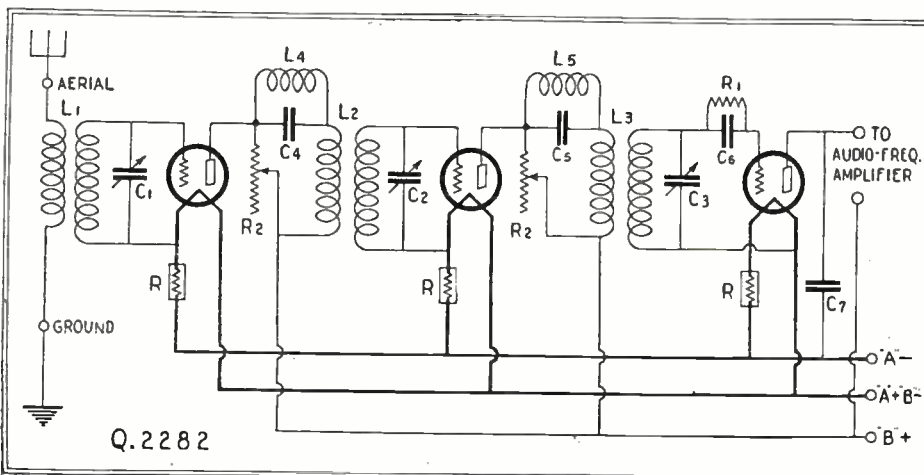 AERIAL
L1
C1
R
GROUND
L4
C4
R2
L2
C2
R
L5
C5
R2
L3
R1
C6
C3
R
C7
TO
AUDIO-FREQ.
AMPLIFIER
"A"-
"A"+"B"-
"B"+
Q.2282